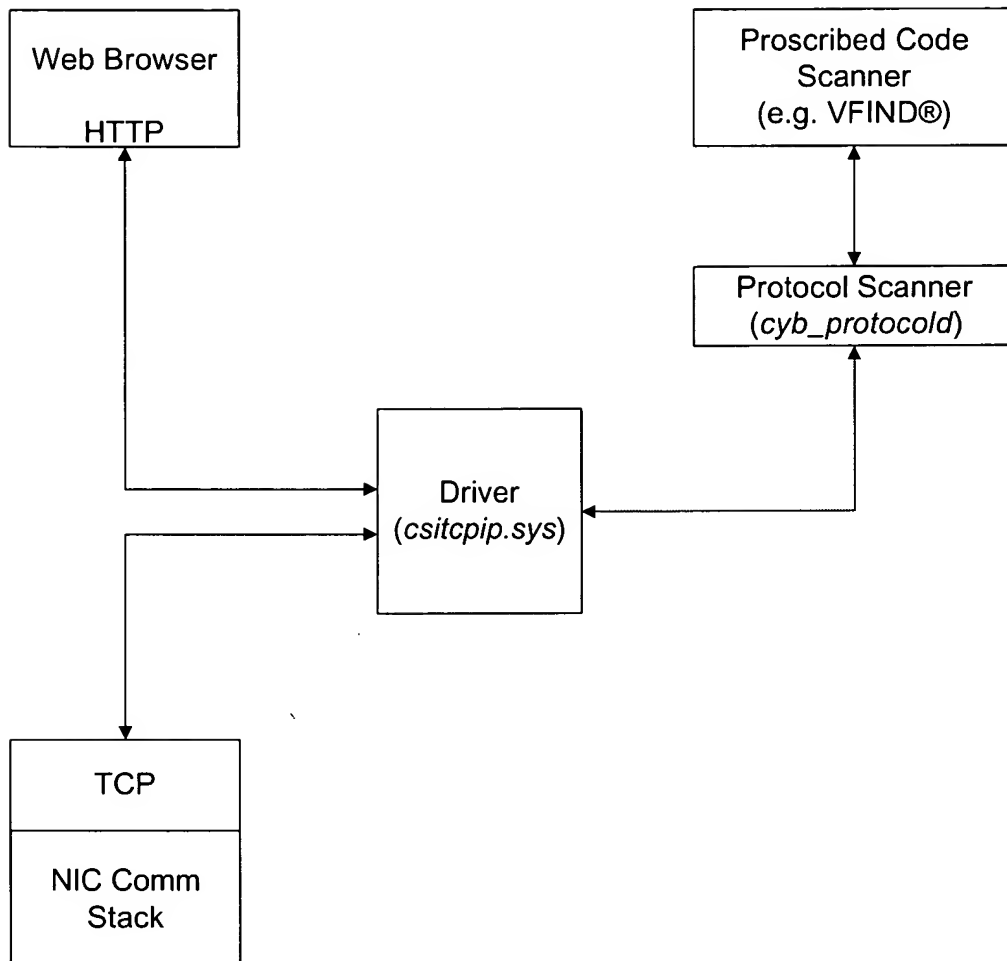 Web Browser
HTTP
Proscribed Code
Scanner
(e.g. VFIND®)
Protocol Scanner
(cyb_protocold)
Driver
(csitcpip.sys)
TCP
NIC Comm
Stack